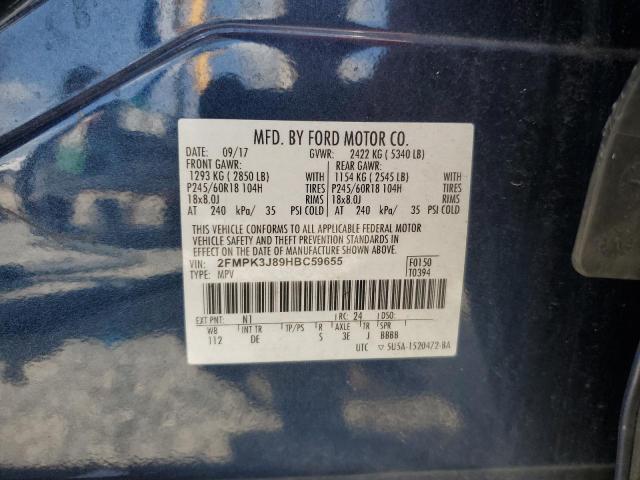 MFD. BY FORD MOTOR CO.
DATE: 09/17 GVWR: 2422 KG ( 5340 LB)
FRONT GAWR: REAR GAWR:
1293 KG ( 2850 LB) WITH 1154 KG ( 2545 LB) WITH
P245/60R18 104H TIRES P245/60R18 104H TIRES
18x8.0J RIMS 18x8.0J RIMS
AT 240 kPa/ 35 PSI COLD AT 240 kPa/ 35 PSI COLD
THIS VEHICLE CONFORMS TO ALL APPLICABLE FEDERAL MOTOR
VEHICLE SAFETY AND THEFT PREVENTION STANDARDS IN
EFFECT ON THE DATE OF MANUFACTURE SHOWN ABOVE.
VIN: 2FMPK3J89HBC59655 F0150
TYPE: MPV T0394
EXT PNT: N1 RC: 24 DSO:
WB INT TR TP/PS R AXLE TR SPR
112 DE S 3E J BBBB
UTC 5U5A-1520472-BA